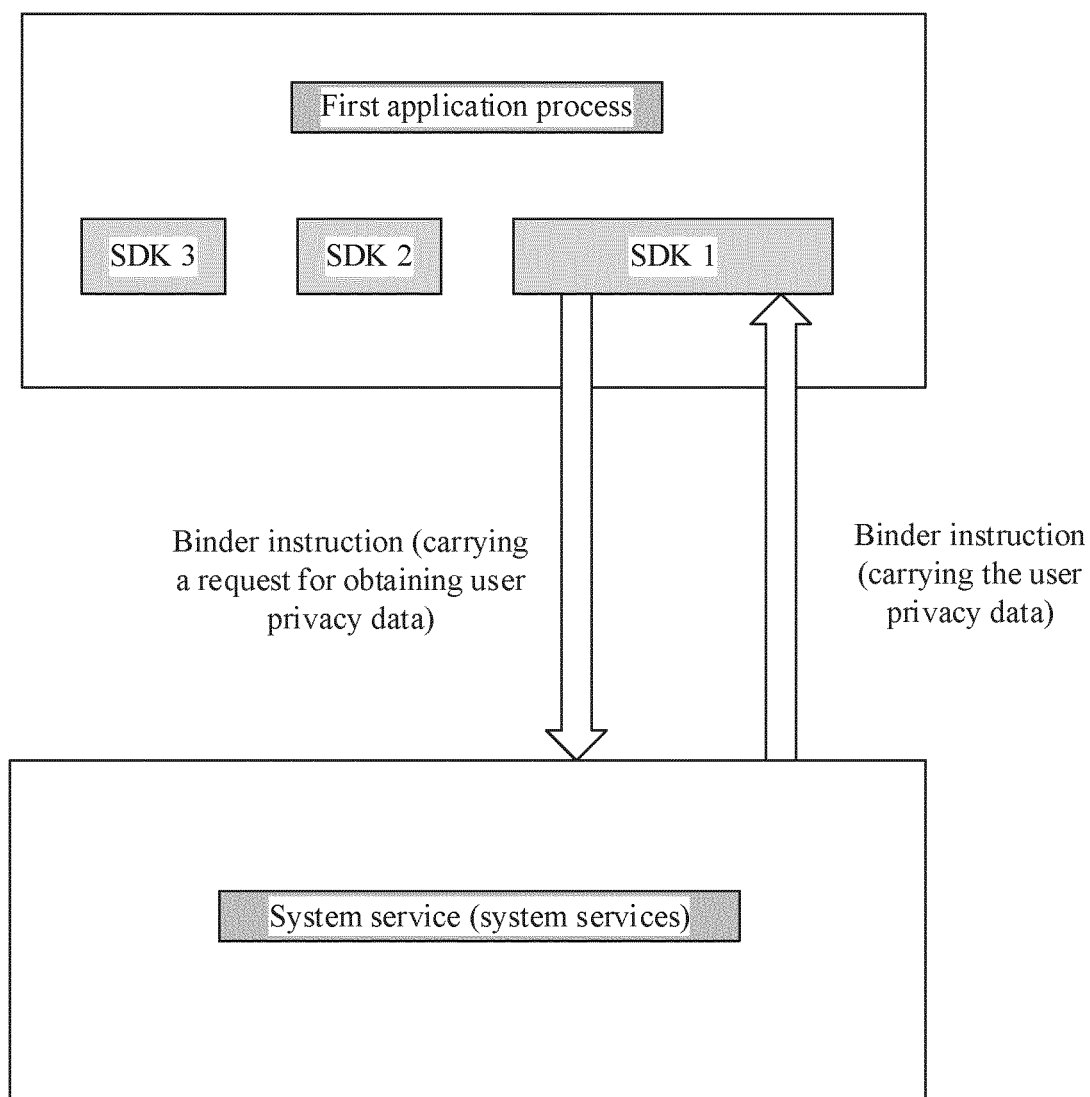 First application process
SDK 3
SDK 2
SDK 1
Binder instruction (carrying
a request for obtaining user
privacy data)
Binder instruction
(carrying the user
privacy data)
System service (system services)